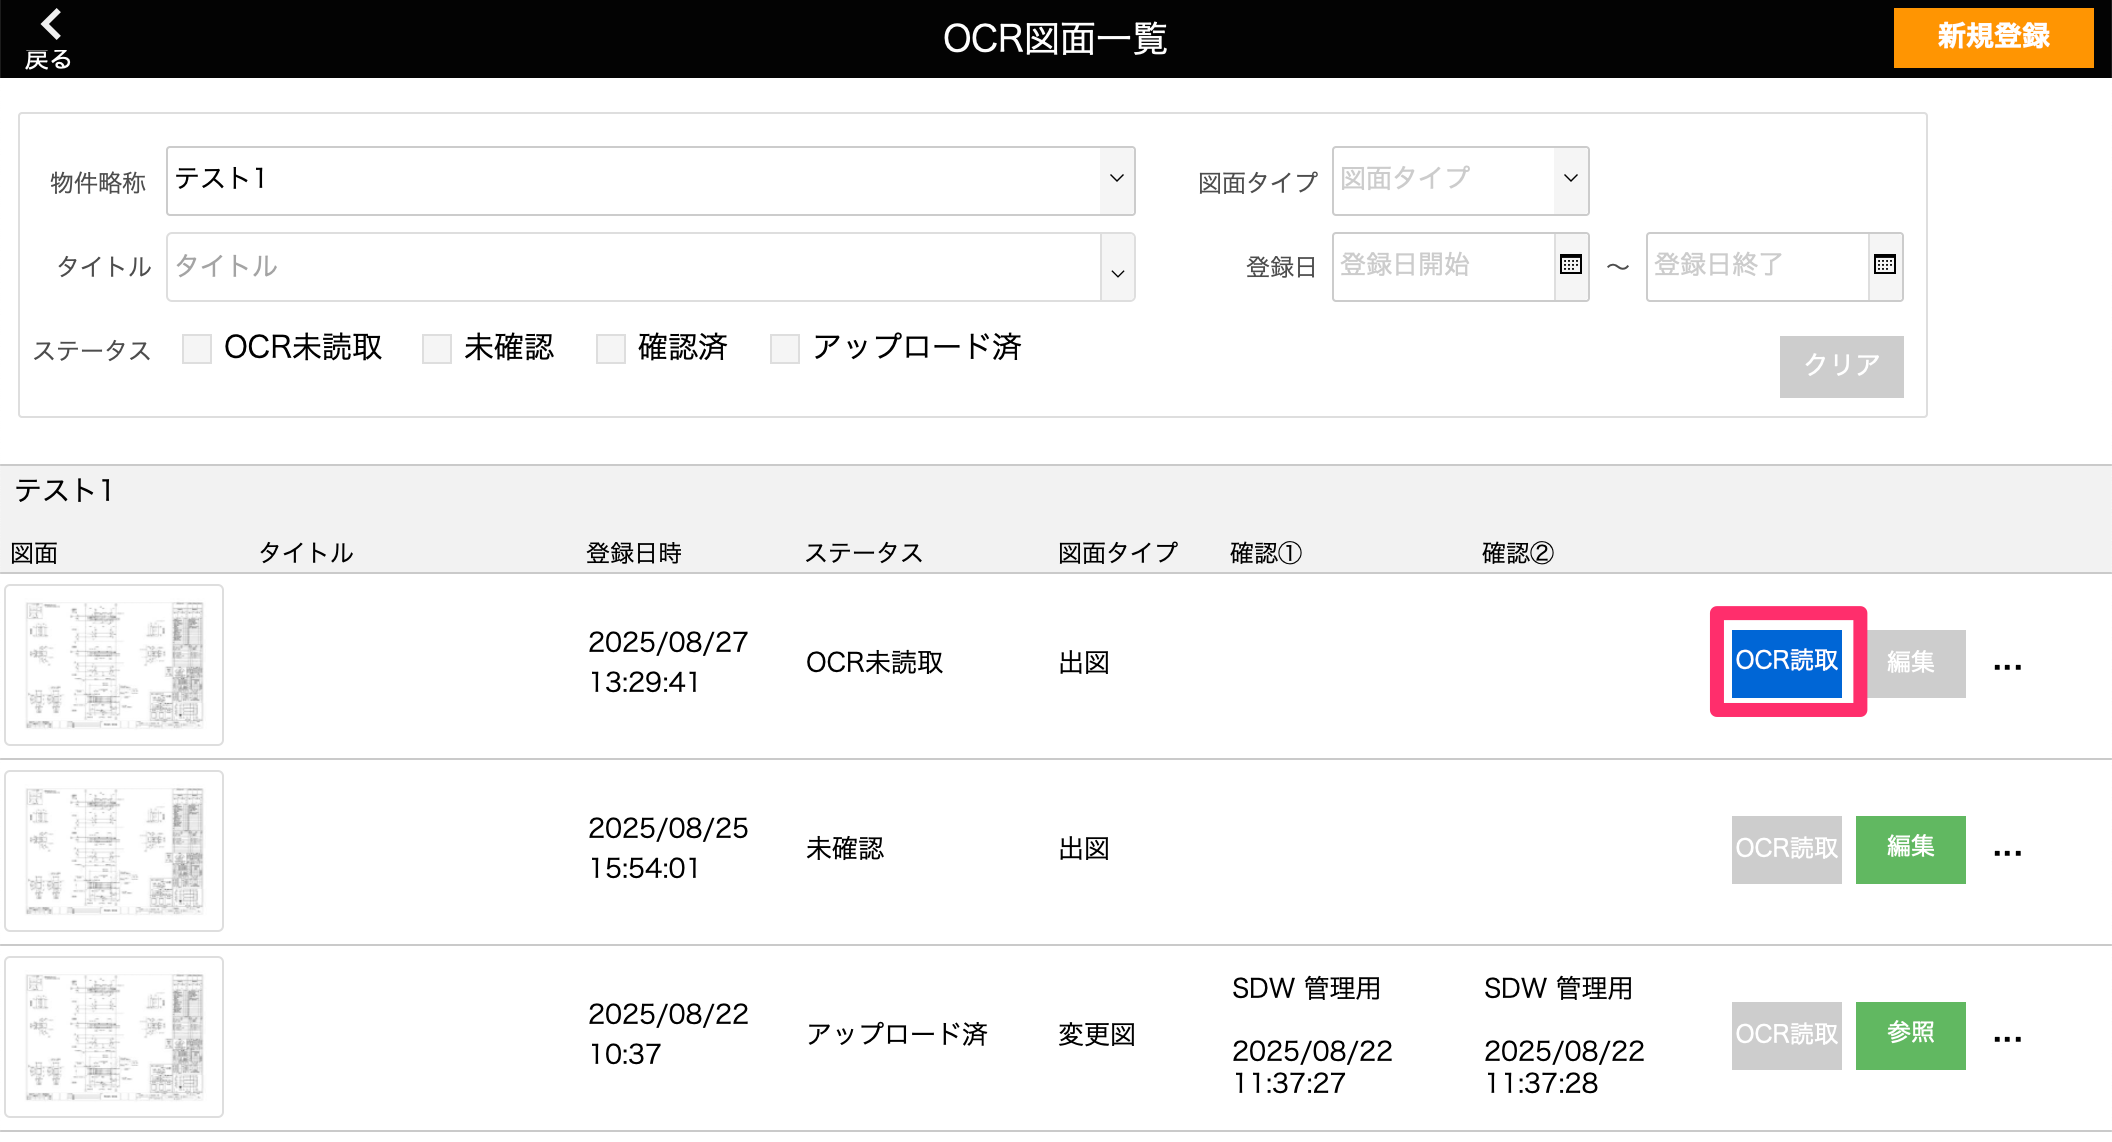 戻る
OCR図面一覧
新規登録
物件略称
テスト1
図面タイプ
図面タイプ
タイトル
タイトル
登録日
登録日開始
～
登録日終了
ステータス
OCR未読取
未確認
確認済
アップロード済
クリア
テスト1
図面
タイトル
登録日時
ステータス
図面タイプ
確認①
確認②
2025/08/27
13:29:41
OCR未読取
出図
OCR読取
編集
...
2025/08/25
15:54:01
未確認
出図
OCR読取
編集
...
2025/08/22
10:37
アップロード済
変更図
SDW 管理用
2025/08/22
11:37:27
SDW 管理用
2025/08/22
11:37:28
OCR読取
参照
...